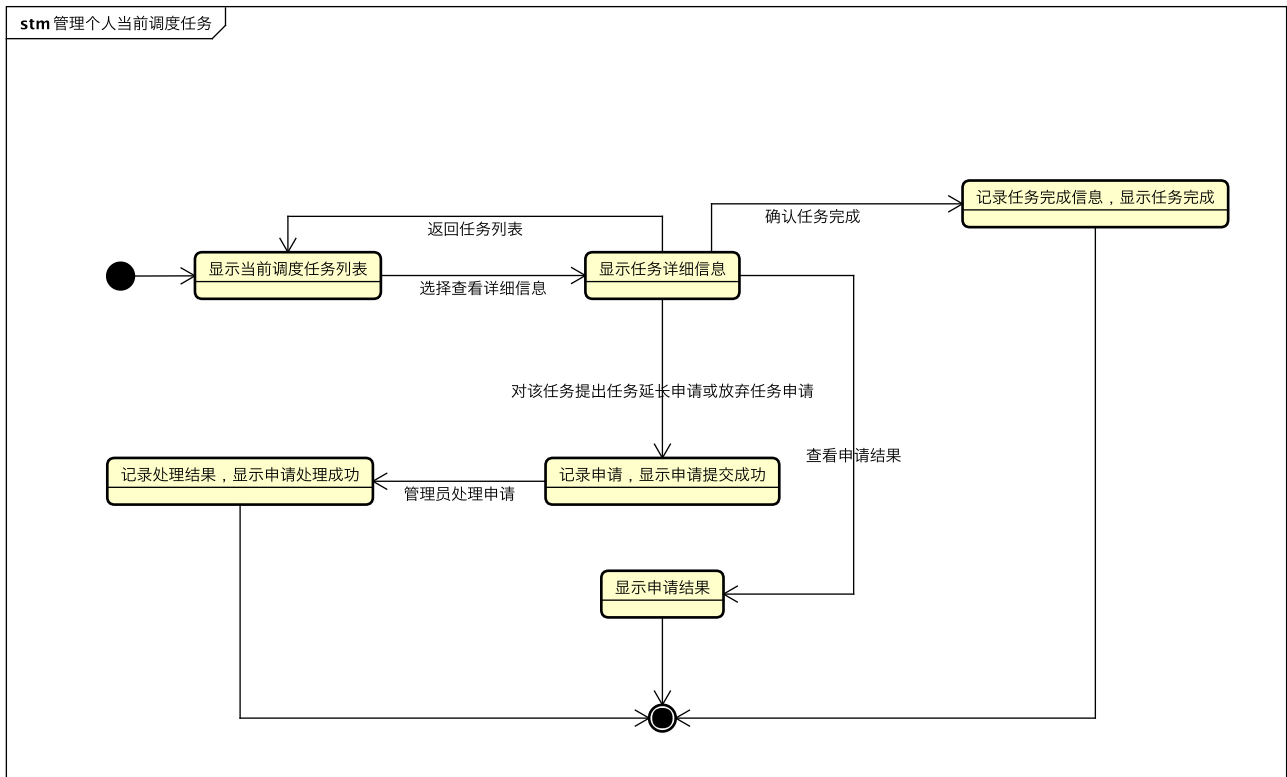 stm 管理个人当前调度任务
记录任务完成信息，显示任务完成
确认任务完成
返回任务列表
显示当前调度任务列表
显示任务详细信息
选择查看详细信息
对该任务提出任务延长申请或放弃任务申请
查看申请结果
记录处理结果，显示申请处理成功
记录申请，显示申请提交成功
管理员处理申请
显示申请结果